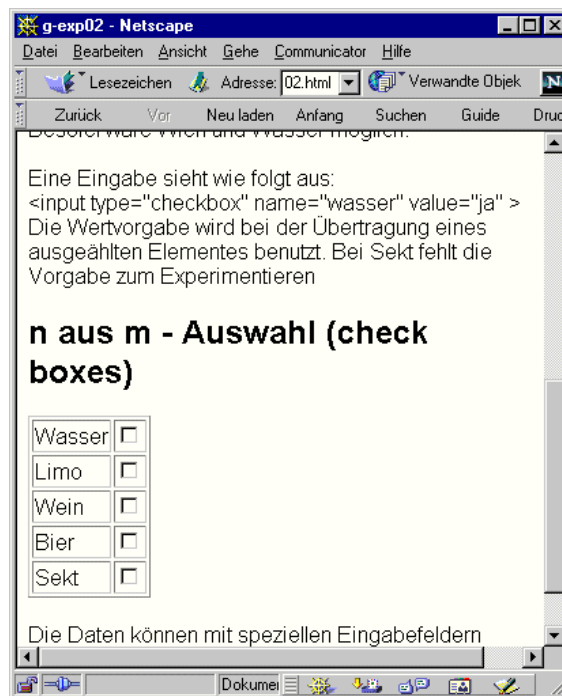 g-exp02 - Netscape
Datei Bearbeiten Ansicht Gehe Communicator Hilfe
Lesezeichen Adresse: 02.html Verwandte Objek N
Zurück Vor Neu laden Anfang Suchen Guide Druc
Eine Eingabe sieht wie folgt aus:
<input type="checkbox" name="wasser" value="ja" >
Die Wertvorgabe wird bei der Übertragung eines
ausgeählten Elementes benutzt. Bei Sekt fehlt die
Vorgabe zum Experimentieren
n aus m - Auswahl (check
boxes)
Wasser
Limo
Wein
Bier
Sekt
Die Daten können mit speziellen Eingabefeldern
Dokumei